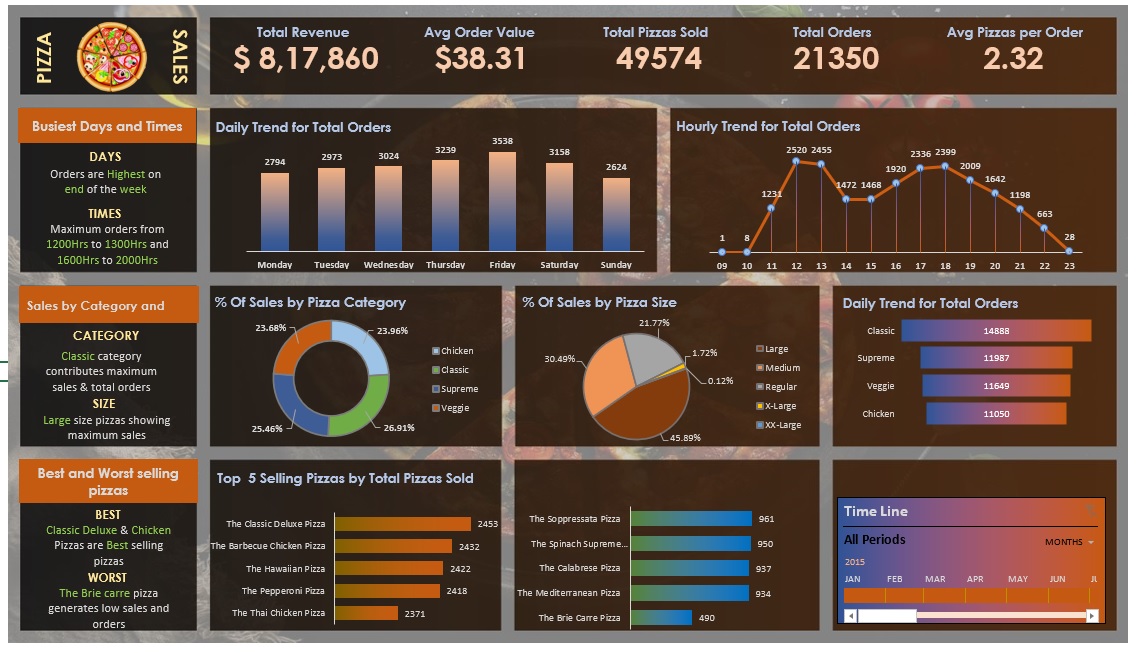 PIZZA
SALES
Total Revenue
$ 8,17,860
Avg Order Value
$38.31
Total Pizzas Sold
49574
Total Orders
21350
Avg Pizzas per Order
2.32
Busiest Days and Times
DAYS
Orders are Highest on
end of the week
TIMES
Maximum orders from
1200Hrs to 1300Hrs and
1600Hrs to 2000Hrs
Daily Trend for Total Orders
2794
2973
3024
3239
3538
3158
2624
Monday
Tuesday
Wednesday
Thursday
Friday
Saturday
Sunday
Hourly Trend for Total Orders
1
8
1231
2520
2455
1472
1468
1920
2336
2399
2009
1642
1198
663
28
09
10
11
12
13
14
15
16
17
18
19
20
21
22
23
Sales by Category and
CATEGORY
Classic category
contributes maximum
sales & total orders
SIZE
Large size pizzas showing
maximum sales
% Of Sales by Pizza Category
23.68%
23.96%
25.46%
26.91%
Chicken
Classic
Supreme
Veggie
% Of Sales by Pizza Size
21.77%
30.49%
1.72%
0.12%
45.89%
Large
Medium
Regular
X-Large
XX-Large
Daily Trend for Total Orders
Classic
14888
Supreme
11987
Veggie
11649
Chicken
11050
Best and Worst selling
pizzas
BEST
Classic Deluxe & Chicken
Pizzas are Best selling
pizzas
WORST
The Brie carre pizza
generates low sales and
orders
Top 5 Selling Pizzas by Total Pizzas Sold
The Classic Deluxe Pizza
2453
The Barbecue Chicken Pizza
2432
The Hawaiian Pizza
2422
The Pepperoni Pizza
2418
The Thai Chicken Pizza
2371
The Soppressata Pizza
961
The Spinach Supreme...
950
The Calabrese Pizza
937
The Mediterranean Pizza
934
The Brie Carre Pizza
490
Time Line
All Periods
MONTHS
2015
JAN
FEB
MAR
APR
MAY
JUN